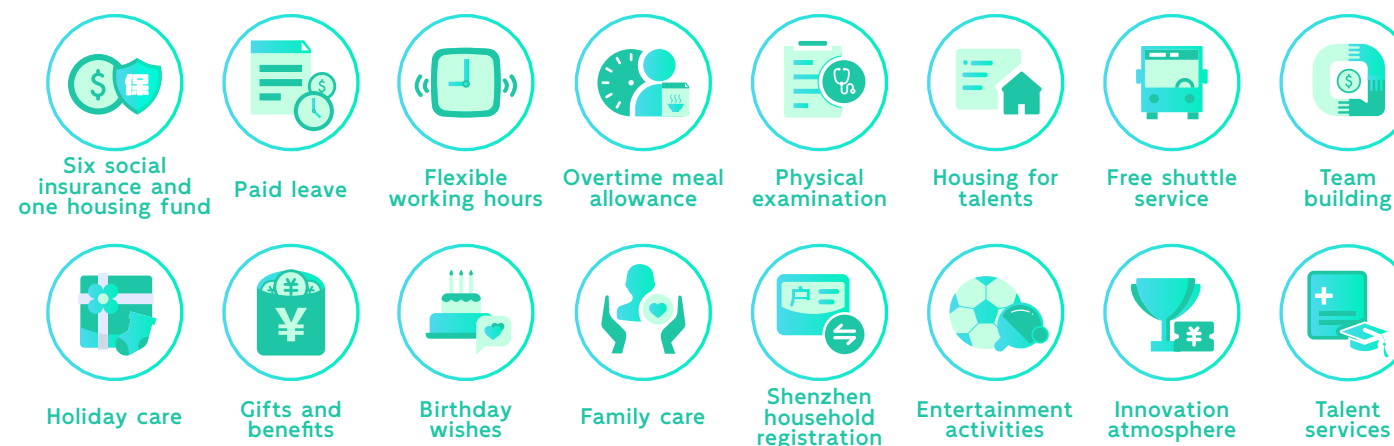 $
保
$
$
Six social
insurance and
one housing fund
Paid leave
Flexible
working hours
Overtime meal
allowance
Physical
examination
Housing for
talents
Free shuttle
service
Team
building
¥
¥
户
¥
Holiday care
Gifts and
benefits
Birthday
wishes
Family care
Shenzhen
household
registration
Entertainment
activities
Innovation
atmosphere
Talent
services